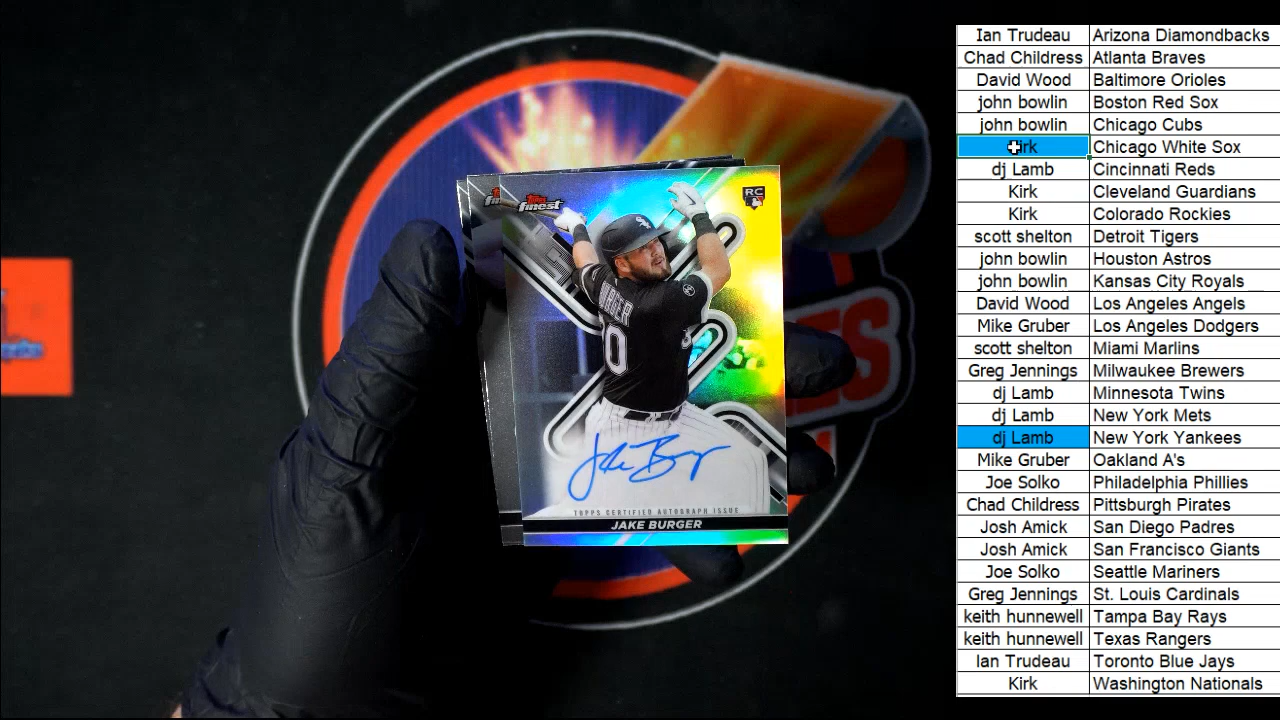 Topps
finest
RC
BURGER
30
Jake Burger
TOPPS CERTIFIED AUTOGRAPH ISSUE
JAKE BURGER
Ian Trudeau Arizona Diamondbacks
Chad Childress Atlanta Braves
David Wood Baltimore Orioles
john bowlin Boston Red Sox
john bowlin Chicago Cubs
Kirk Chicago White Sox
dj Lamb Cincinnati Reds
Kirk Cleveland Guardians
Kirk Colorado Rockies
scott shelton Detroit Tigers
john bowlin Houston Astros
john bowlin Kansas City Royals
David Wood Los Angeles Angels
Mike Gruber Los Angeles Dodgers
scott shelton Miami Marlins
Greg Jennings Milwaukee Brewers
dj Lamb Minnesota Twins
dj Lamb New York Mets
dj Lamb New York Yankees
Mike Gruber Oakland A's
Joe Solko Philadelphia Phillies
Chad Childress Pittsburgh Pirates
Josh Amick San Diego Padres
Josh Amick San Francisco Giants
Joe Solko Seattle Mariners
Greg Jennings St. Louis Cardinals
keith hunnewell Tampa Bay Rays
keith hunnewell Texas Rangers
Ian Trudeau Toronto Blue Jays
Kirk Washington Nationals